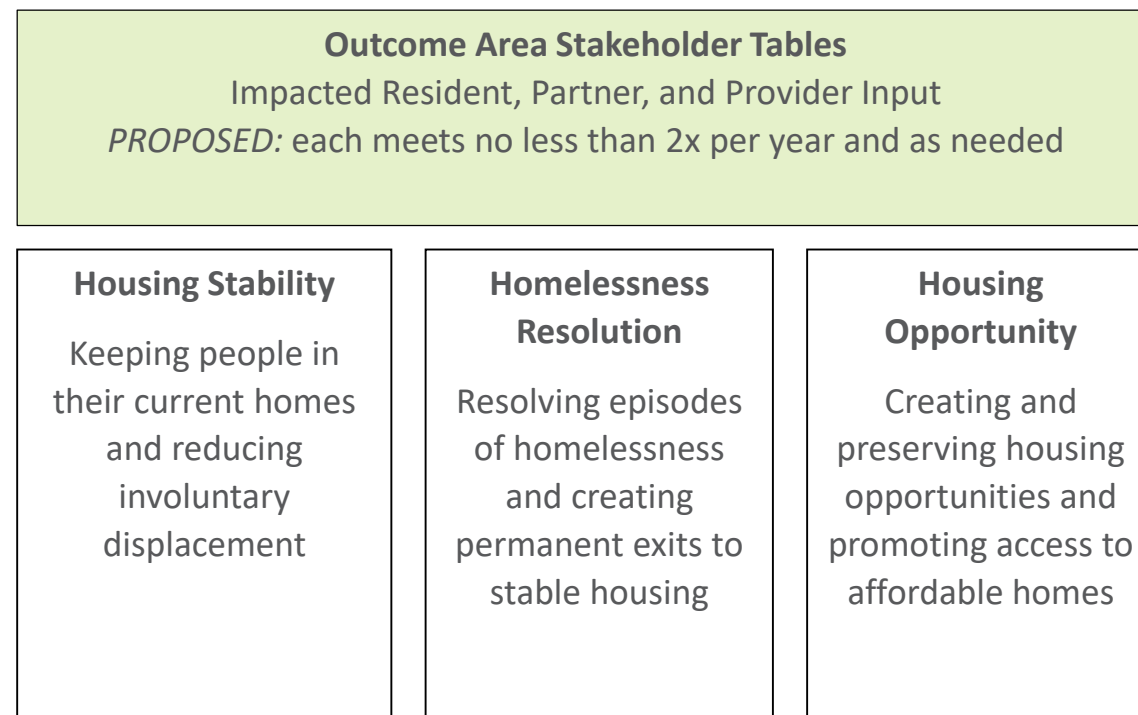 Outcome Area Stakeholder Tables
Impacted Resident, Partner, and Provider Input
PROPOSED: each meets no less than 2x per year and as needed
Housing Stability
Keeping people in
their current homes
and reducing
involuntary
displacement
Homelessness
Resolution
Resolving episodes
of homelessness
and creating
permanent exits to
stable housing
Housing
Opportunity
Creating and
preserving housing
opportunities and
promoting access to
affordable homes